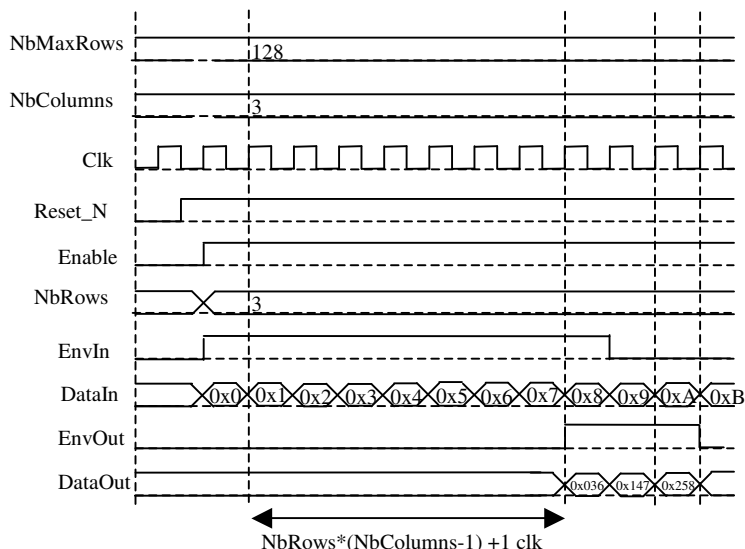 NbMaxRows
128
NbColumns
3
Clk
Reset_N
Enable
NbRows
3
EnvIn
DataIn 0x0 0x1 0x2 0x3 0x4 0x5 0x6 0x7 0x8 0x9 0xA 0xB
EnvOut
DataOut 0x036 0x147 0x258
NbRows*(NbColumns-1) +1 clk